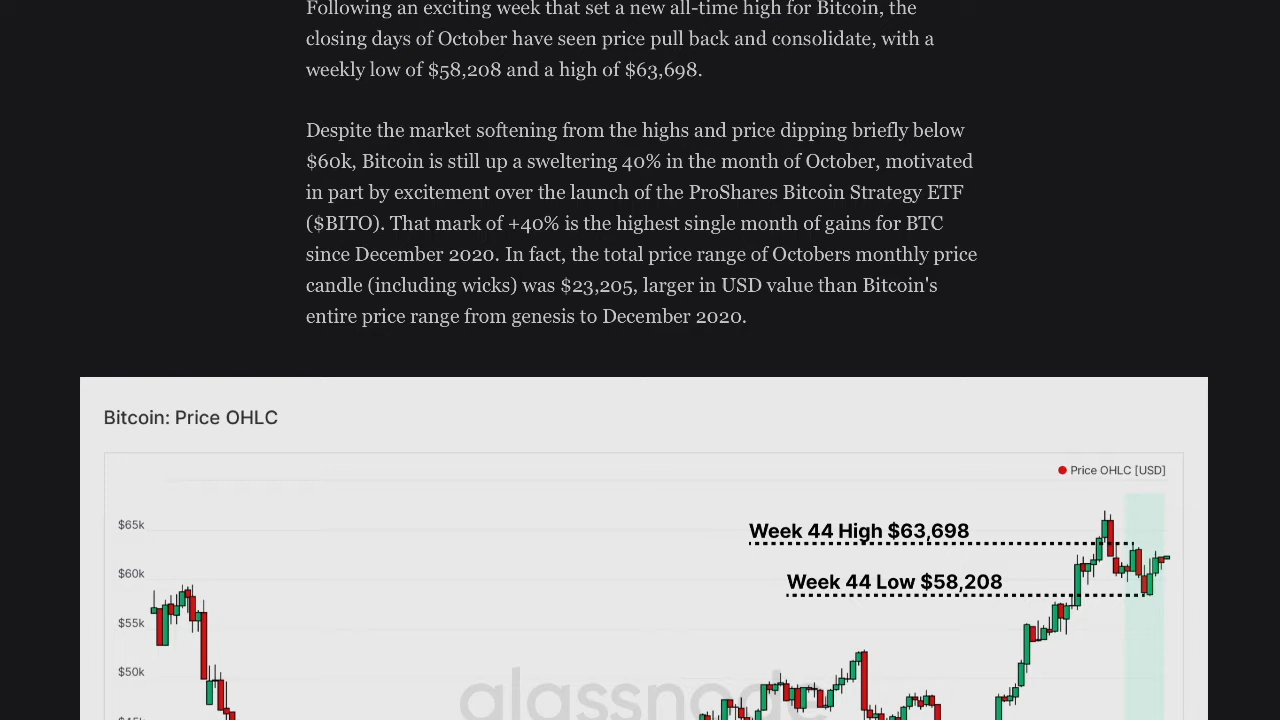 Following an exciting week that set a new all-time high for Bitcoin, the
closing days of October have seen price pull back and consolidate, with a
weekly low of $58,208 and a high of $63,698.
Despite the market softening from the highs and price dipping briefly below
$60k, Bitcoin is still up a sweltering 40% in the month of October, motivated
in part by excitement over the launch of the ProShares Bitcoin Strategy ETF
($BITO). That mark of +40% is the highest single month of gains for BTC
since December 2020. In fact, the total price range of Octobers monthly price
candle (including wicks) was $23,205, larger in USD value than Bitcoin's
entire price range from genesis to December 2020.
Bitcoin: Price OHLC
Price OHLC [USD]
$65k
Week 44 High $63,698
$60k
Week 44 Low $58,208
$55k
$50k
glassnode
$45k